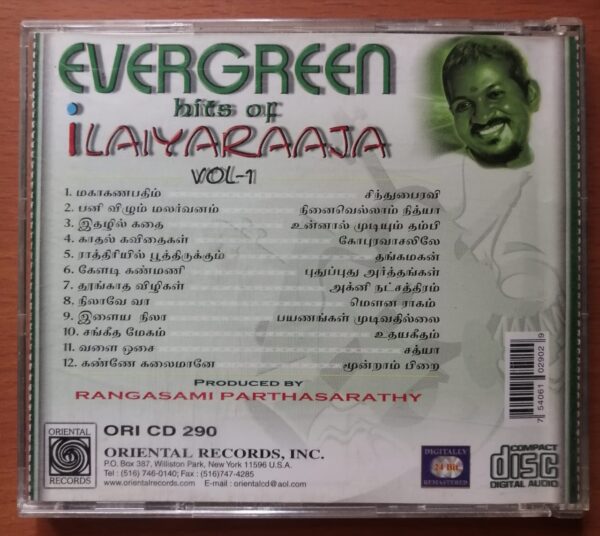 EVERGREEN
hits of
iLAIYARAAJA
VOL-1
1. மகாகணபதிம் சிந்துபைரவி
2. பனி விழும் மலர்வனம் நினைவெல்லாம் நித்யா
3. இதழில் கதை உன்னால் முடியும் தம்பி
4. காதல் கவிதைகள் கோபுரவாசலிலே
5. ராத்திரியில் பூத்திருக்கும் தங்கமகன்
6. கேளடி கண்மணி புதுப்புது அர்த்தங்கள்
7. தூங்காத விழிகள் அக்னி நட்சத்திரம்
8. நிலாவே வா மௌன ராகம்
9. இளைய நிலா பயணங்கள் முடிவதில்லை
10. சங்கீத மேகம் உதயகீதம்
11. வளை ஓசை சத்யா
12. கண்ணே கலைமானே மூன்றாம் பிறை
PRODUCED BY
RANGASAMI PARTHASARATHY
7 54061 02902 9
ORIENTAL
RECORDS
ORI CD 290
ORIENTAL RECORDS, INC.
P.O. Box 387, Williston Park, New York 11596 U.S.A.
Tel : (516) 746-0140; Fax : (516)747-4285
www.orientalrecords.com E-mail : orientalcd@aol.com
DIGITALLY
24 Bit
REMASTERED
COMPACT
disc
DIGITAL AUDIO